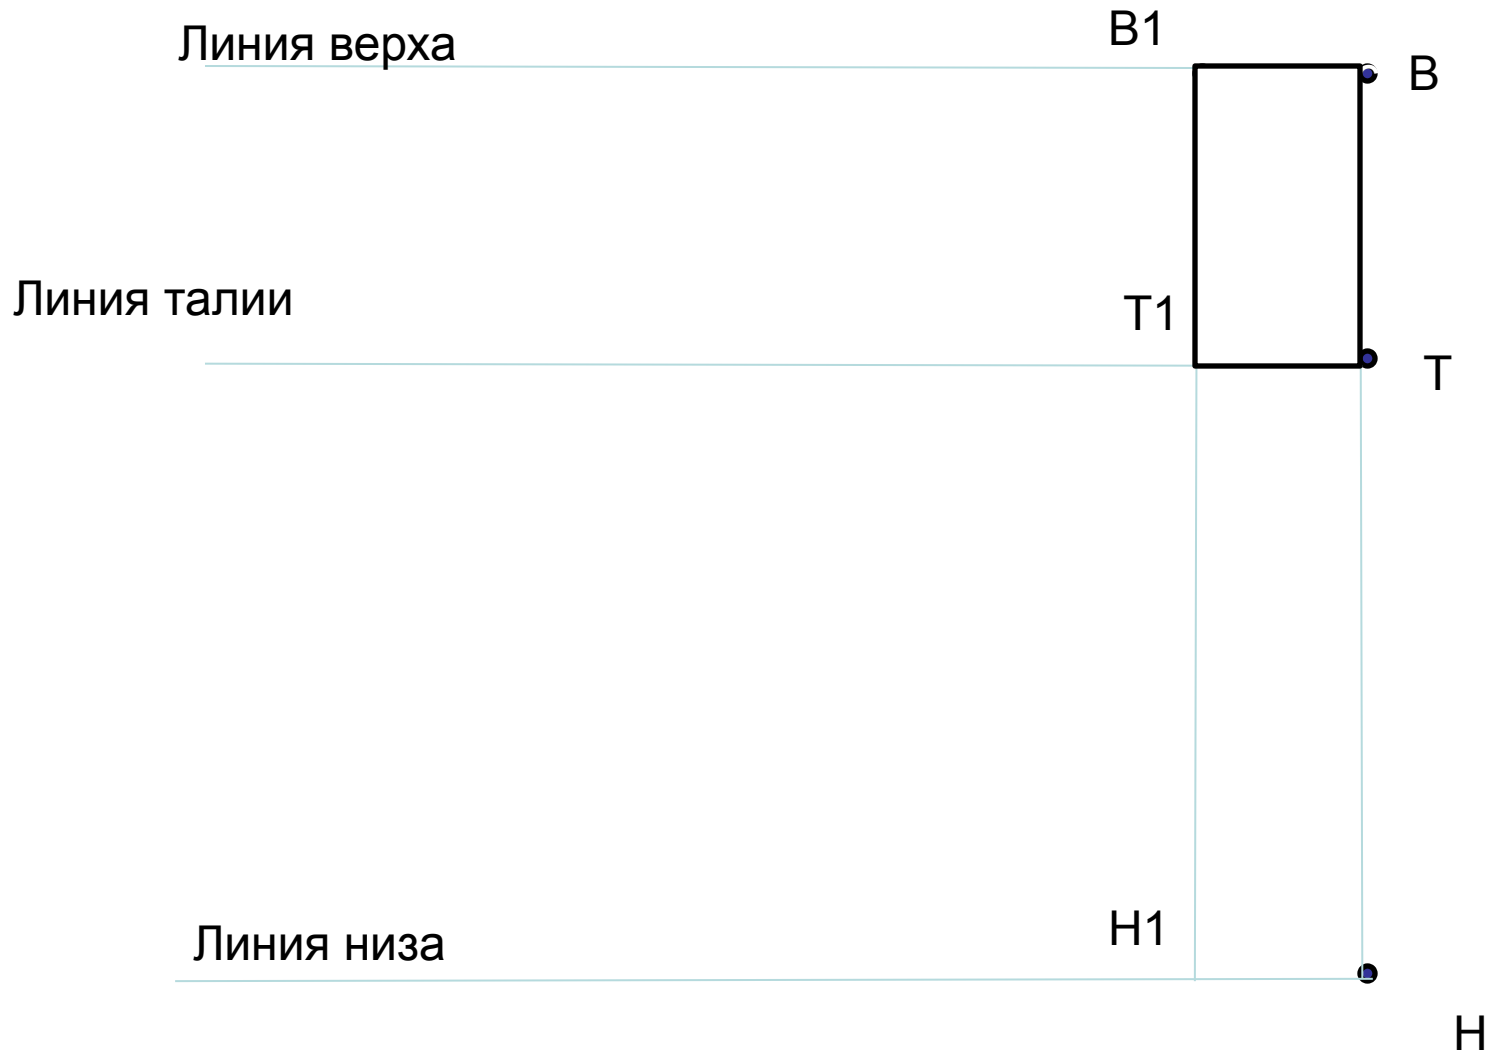 Линия верха
В1
В
Линия талии
Т1
Т
Линия низа
Н1
Н